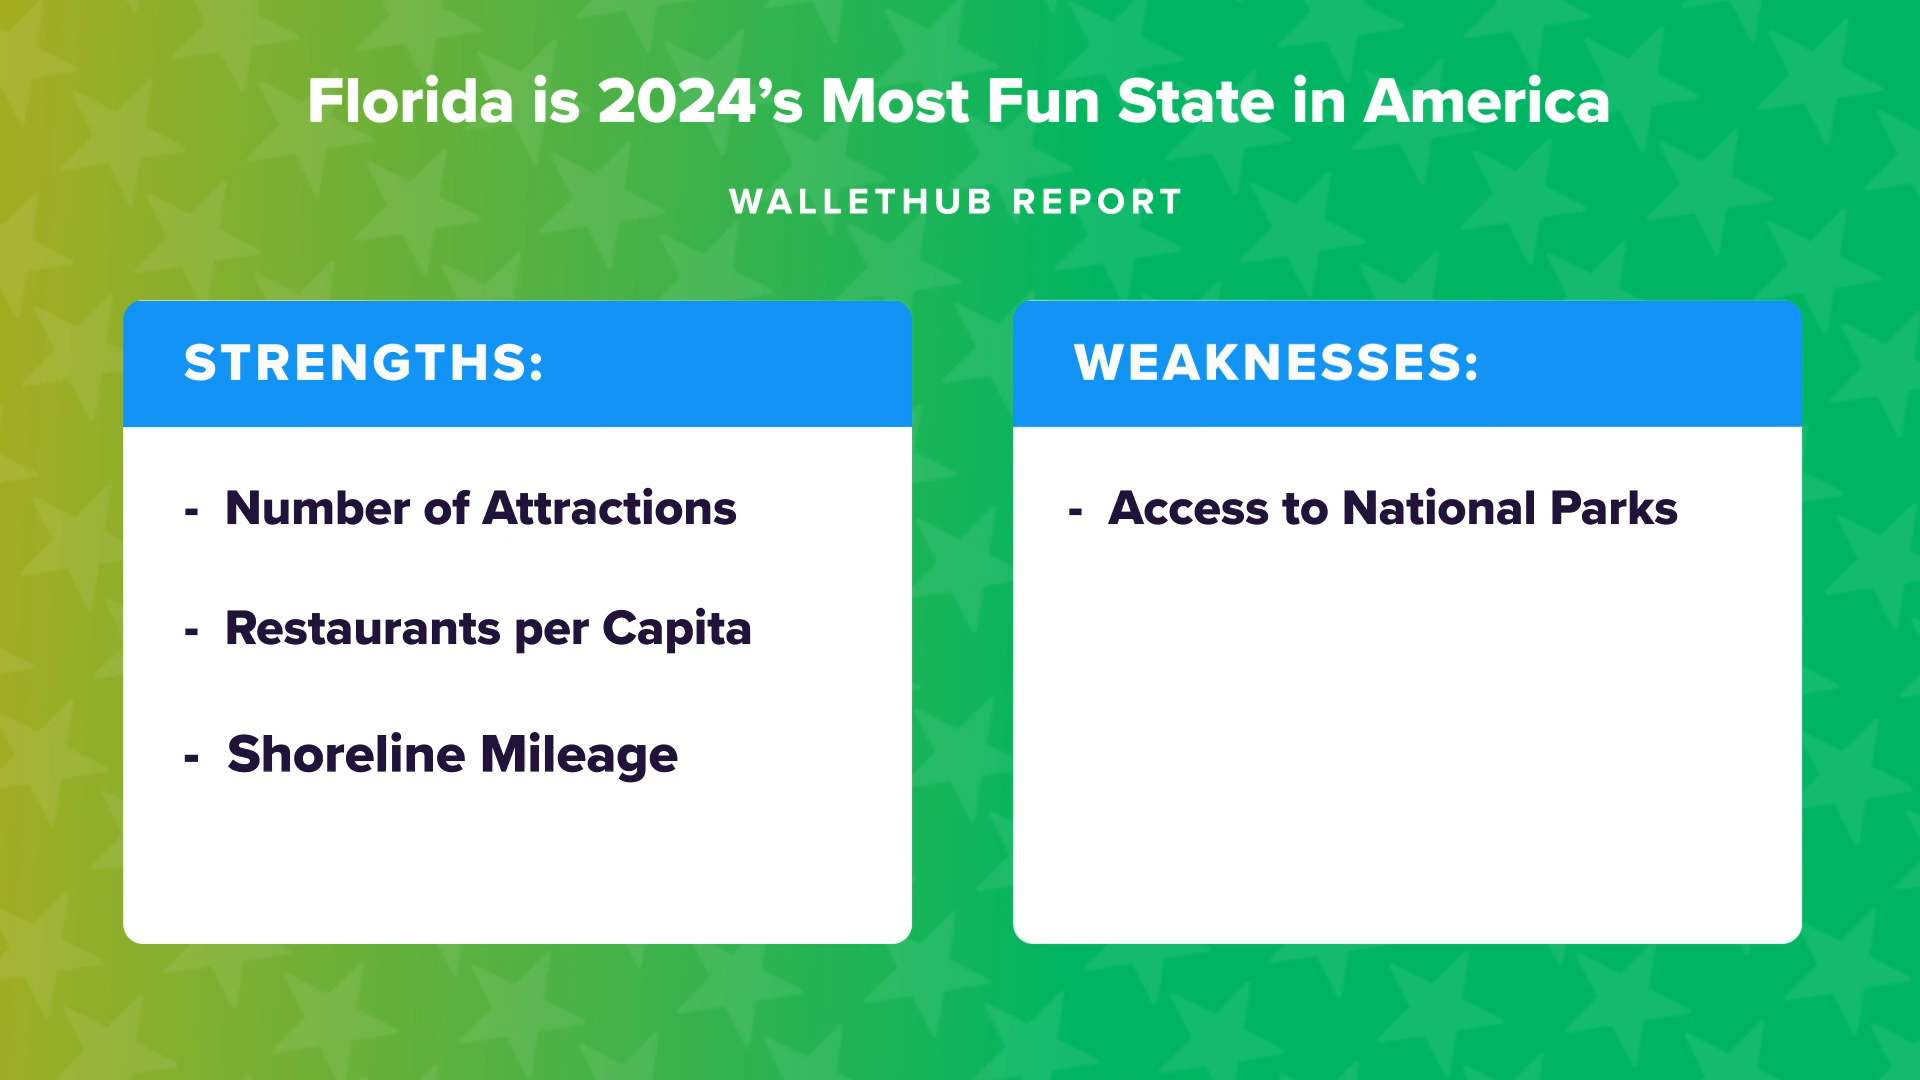 Florida is 2024’s Most Fun State in America
WALLETHUB REPORT
STRENGTHS:
- Number of Attractions
- Restaurants per Capita
- Shoreline Mileage
WEAKNESSES:
- Access to National Parks